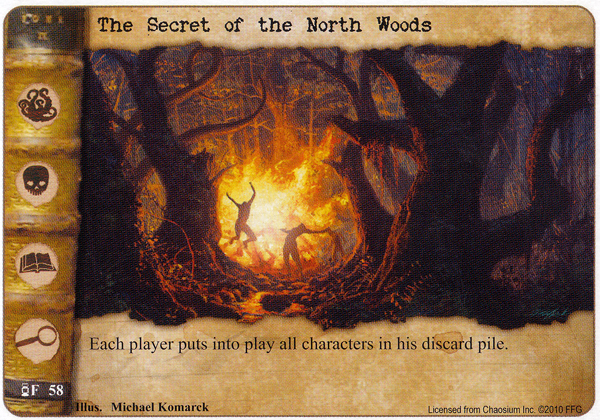 The Secret of the North Woods
Each player puts into play all characters in his discard pile.
F 58
Illus. Michael Komarck
Licensed from Chaosium Inc. ©2010 FFG